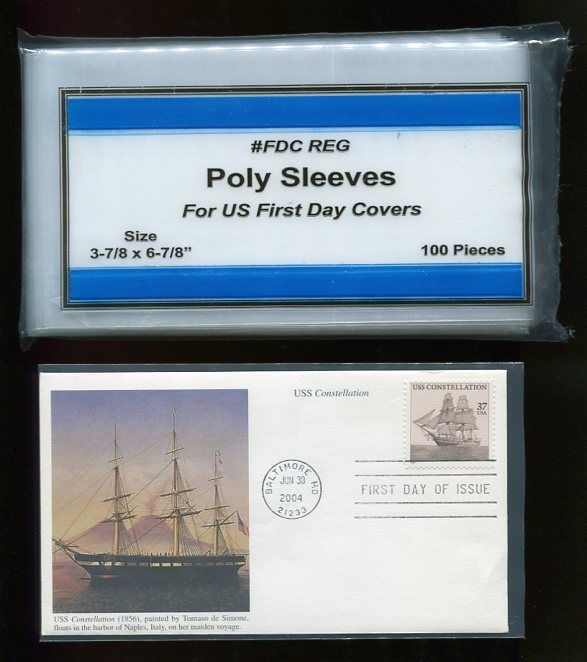 #FDC REG
Poly Sleeves
For US First Day Covers
Size
3-7/8 x 6-7/8”
100 Pieces
USS Constellation
USS CONSTELLATION
37
USA
BALTIMORE MD
JUN 30
2004
21233
FIRST DAY OF ISSUE
USS Constellation (1856), painted by Tomaso de Simone,
floats in the harbor of Naples, Italy, on her maiden voyage.